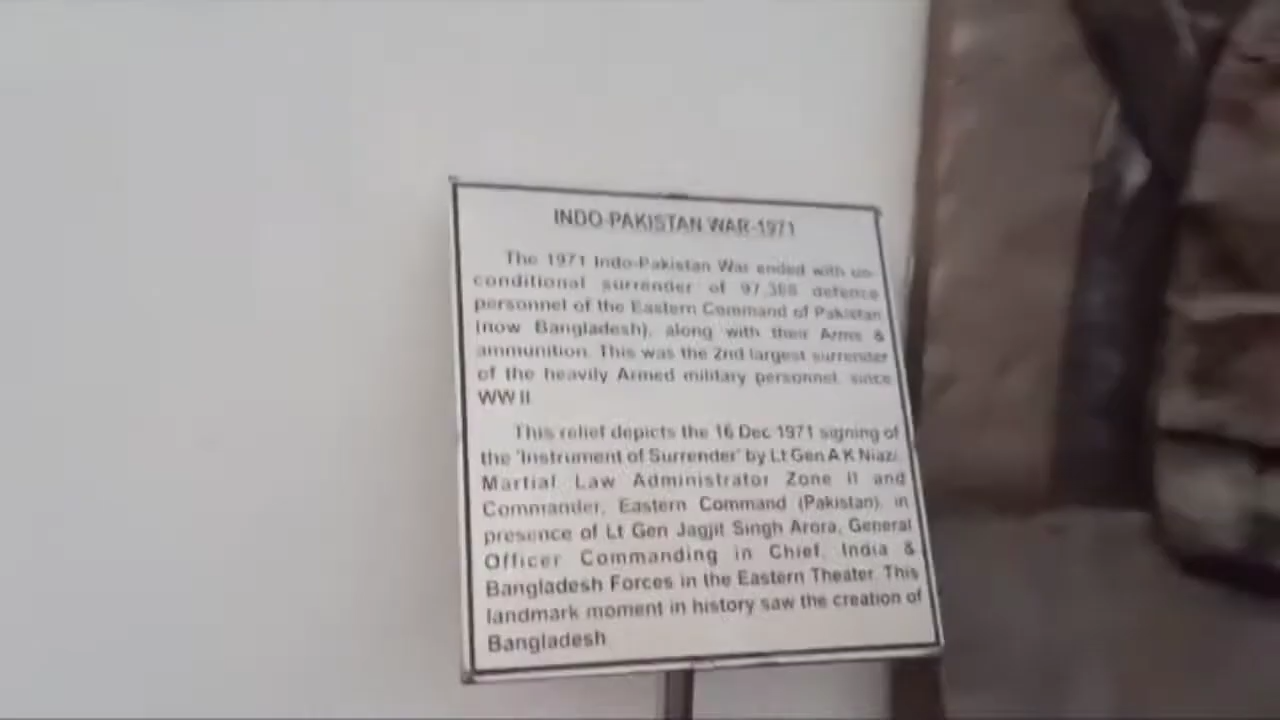 INDO-PAKISTAN WAR-1971
The 1971 Indo-Pakistan War ended with un-
conditional surrender of 97,368 defence
personnel of the Eastern Command of Pakistan
(now Bangladesh), along with their Arms &
ammunition. This was the 2nd largest surrender
of the heavily Armed military personnel, since
WW II
This relief depicts the 16 Dec 1971 signing of
the 'Instrument of Surrender' by Lt Gen A K Niazi,
Martial Law Administrator Zone II and
Commander, Eastern Command (Pakistan), in
presence of Lt Gen Jagjit Singh Arora, General
Officer Commanding in Chief, India &
Bangladesh Forces in the Eastern Theater. This
landmark moment in history saw the creation of
Bangladesh